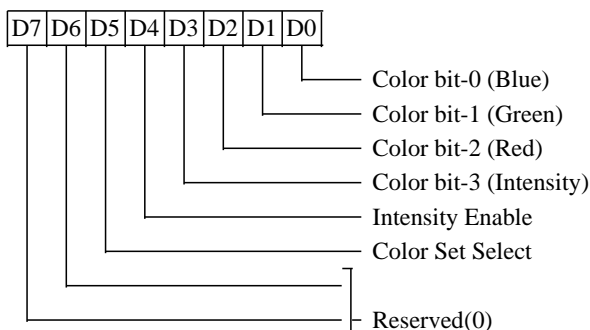 D7 D6 D5 D4 D3 D2 D1 D0
Color bit-0 (Blue)
Color bit-1 (Green)
Color bit-2 (Red)
Color bit-3 (Intensity)
Intensity Enable
Color Set Select
Reserved(0)